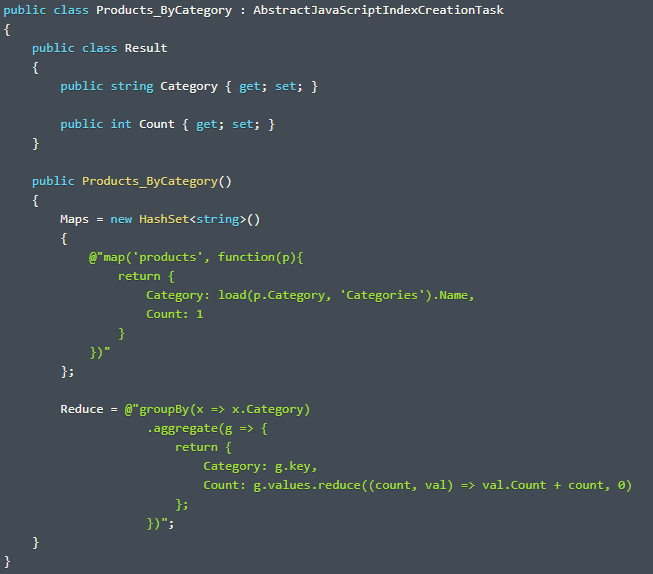 public class Products_ByCategory : AbstractJavaScriptIndexCreationTask
{
    public class Result
    {
        public string Category { get; set; }

        public int Count { get; set; }
    }

    public Products_ByCategory()
    {
        Maps = new HashSet<string>()
        {
            @"map('products', function(p){
                return {
                    Category: load(p.Category, 'Categories').Name,
                    Count: 1
                }
            })"
        };

        Reduce = @"groupBy(x => x.Category)
                    .aggregate(g => {
                        return {
                            Category: g.key,
                            Count: g.values.reduce((count, val) => val.Count + count, 0)
                        };
                    })";
    }
}